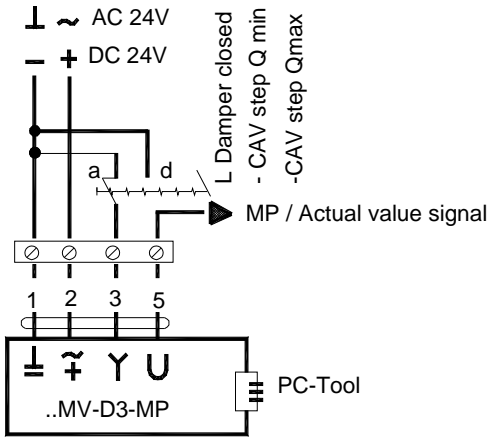 ⊥ ~ AC 24V
– + DC 24V
L Damper closed
- CAV step Q min
-CAV step Qmax
a d
MP / Actual value signal
1 2 3 5
Y U
..MV-D3-MP
PC-Tool